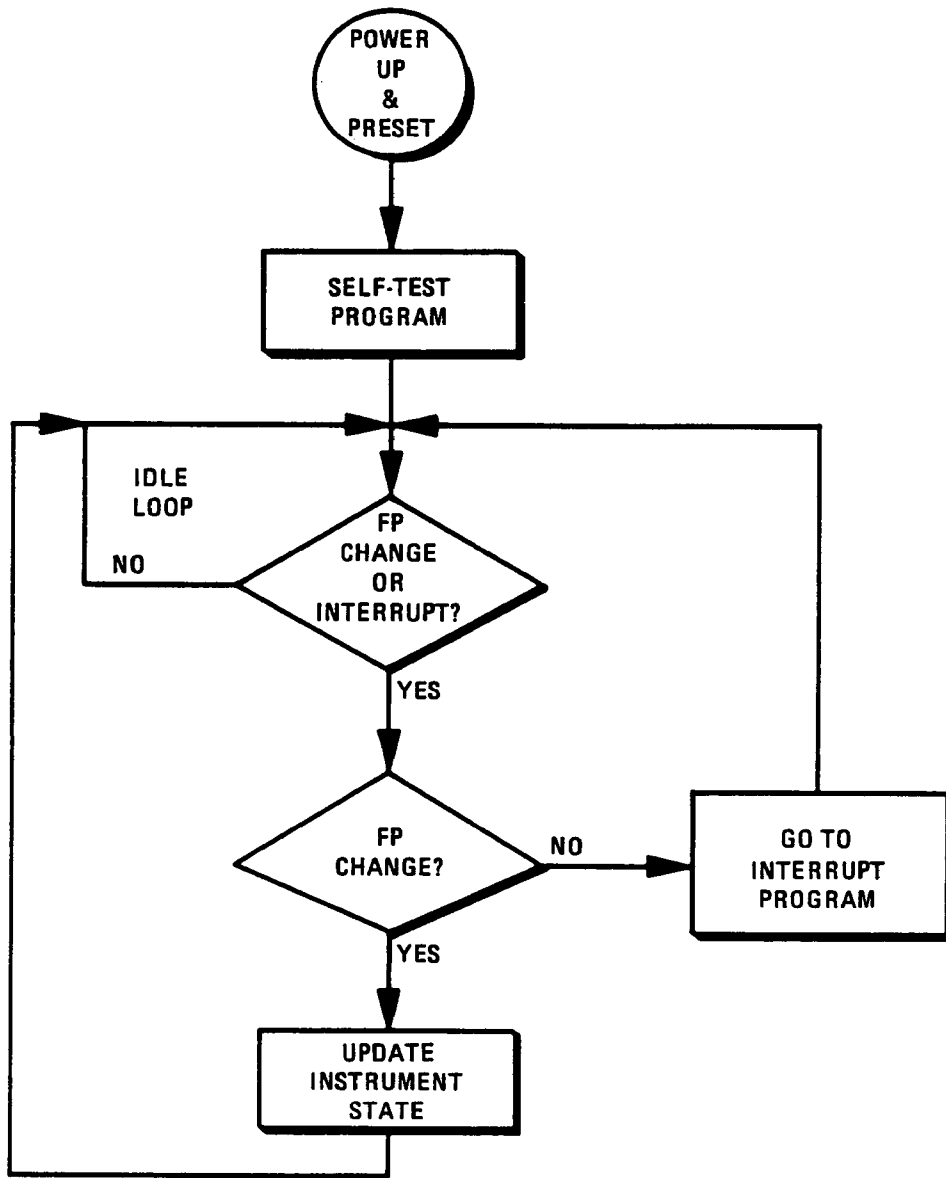 POWER
UP
&
PRESET
SELF-TEST
PROGRAM
IDLE
LOOP
NO
FP
CHANGE
OR
INTERRUPT?
YES
FP
CHANGE?
NO
GO TO
INTERRUPT
PROGRAM
YES
UPDATE
INSTRUMENT
STATE